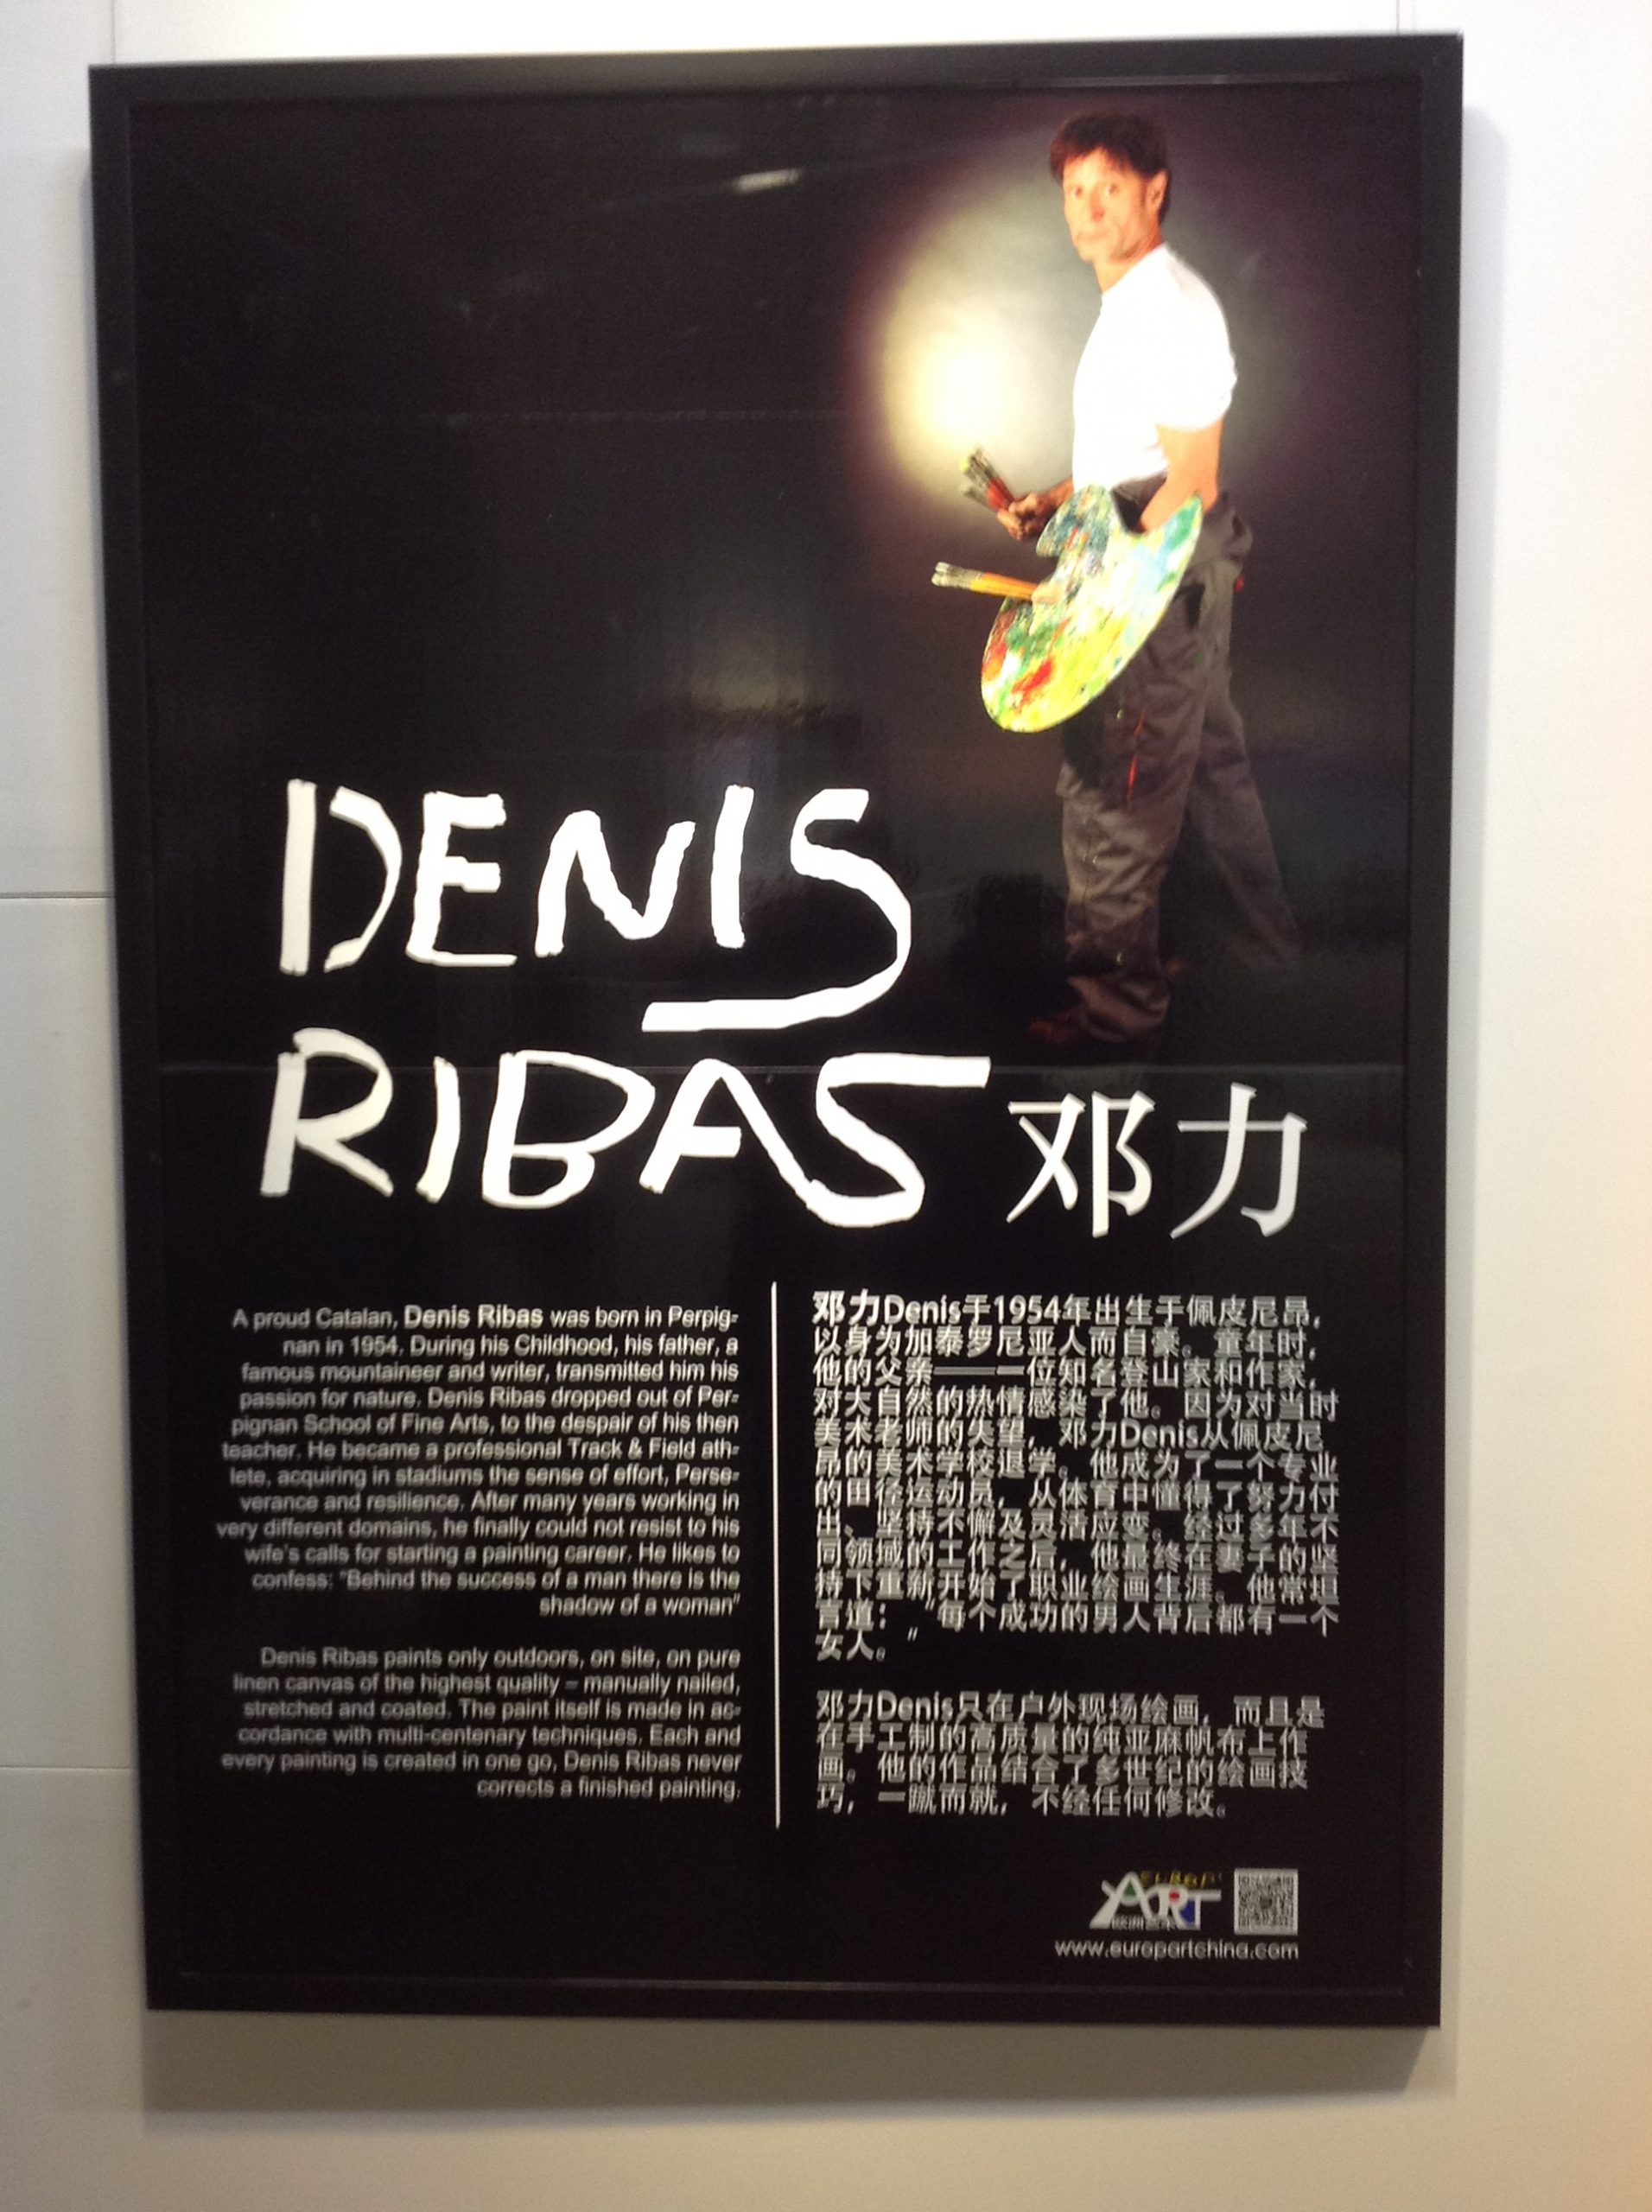 DENIS
RIBAS 邓力
A proud Catalan, Denis Ribas was born in Perpig-
nan in 1954. During his Childhood, his father, a
famous mountaineer and writer, transmitted him his
passion for nature. Denis Ribas dropped out of Per-
pignan School of Fine Arts, to the despair of his then
teacher. He became a professional Track & Field ath-
lete, acquiring in stadiums the sense of effort, Perse-
verance and resilience. After many years working in
very different domains, he finally could not resist to his
wife's calls for starting a painting career. He likes to
confess: "Behind the success of a man there is the
shadow of a woman"
Denis Ribas paints only outdoors, on site, on pure
linen canvas of the highest quality – manually nailed,
stretched and coated. The paint itself is made in ac-
cordance with multi-centenary techniques. Each and
every painting is created in one go, Denis Ribas never
corrects a finished painting.
邓力Denis于1954年出生于佩皮尼昂，
以身为加泰罗尼亚人而自豪。童年时，
他的父亲——一位知名登山家和作家，
对大自然的热情感染了他。因为对当时
美术老师的失望，邓力Denis从佩皮尼
昂的美术学校退学。他成为了一个专业
的田径运动员，从体育中懂得了努力付
出、坚持不懈及灵活应变。经过多年不
同领域的工作之后，他最终在妻子的坚
持下重新开始了职业绘画生涯。他常坦
言道："每个成功的男人背后都有一个
女人。"
邓力Denis只在户外现场绘画，而且是
在手工制的高质量的纯亚麻帆布上作
画。他的作品结合了多世纪的绘画技
巧，一蹴而就，不经任何修改。
ART
www.europartchina.com